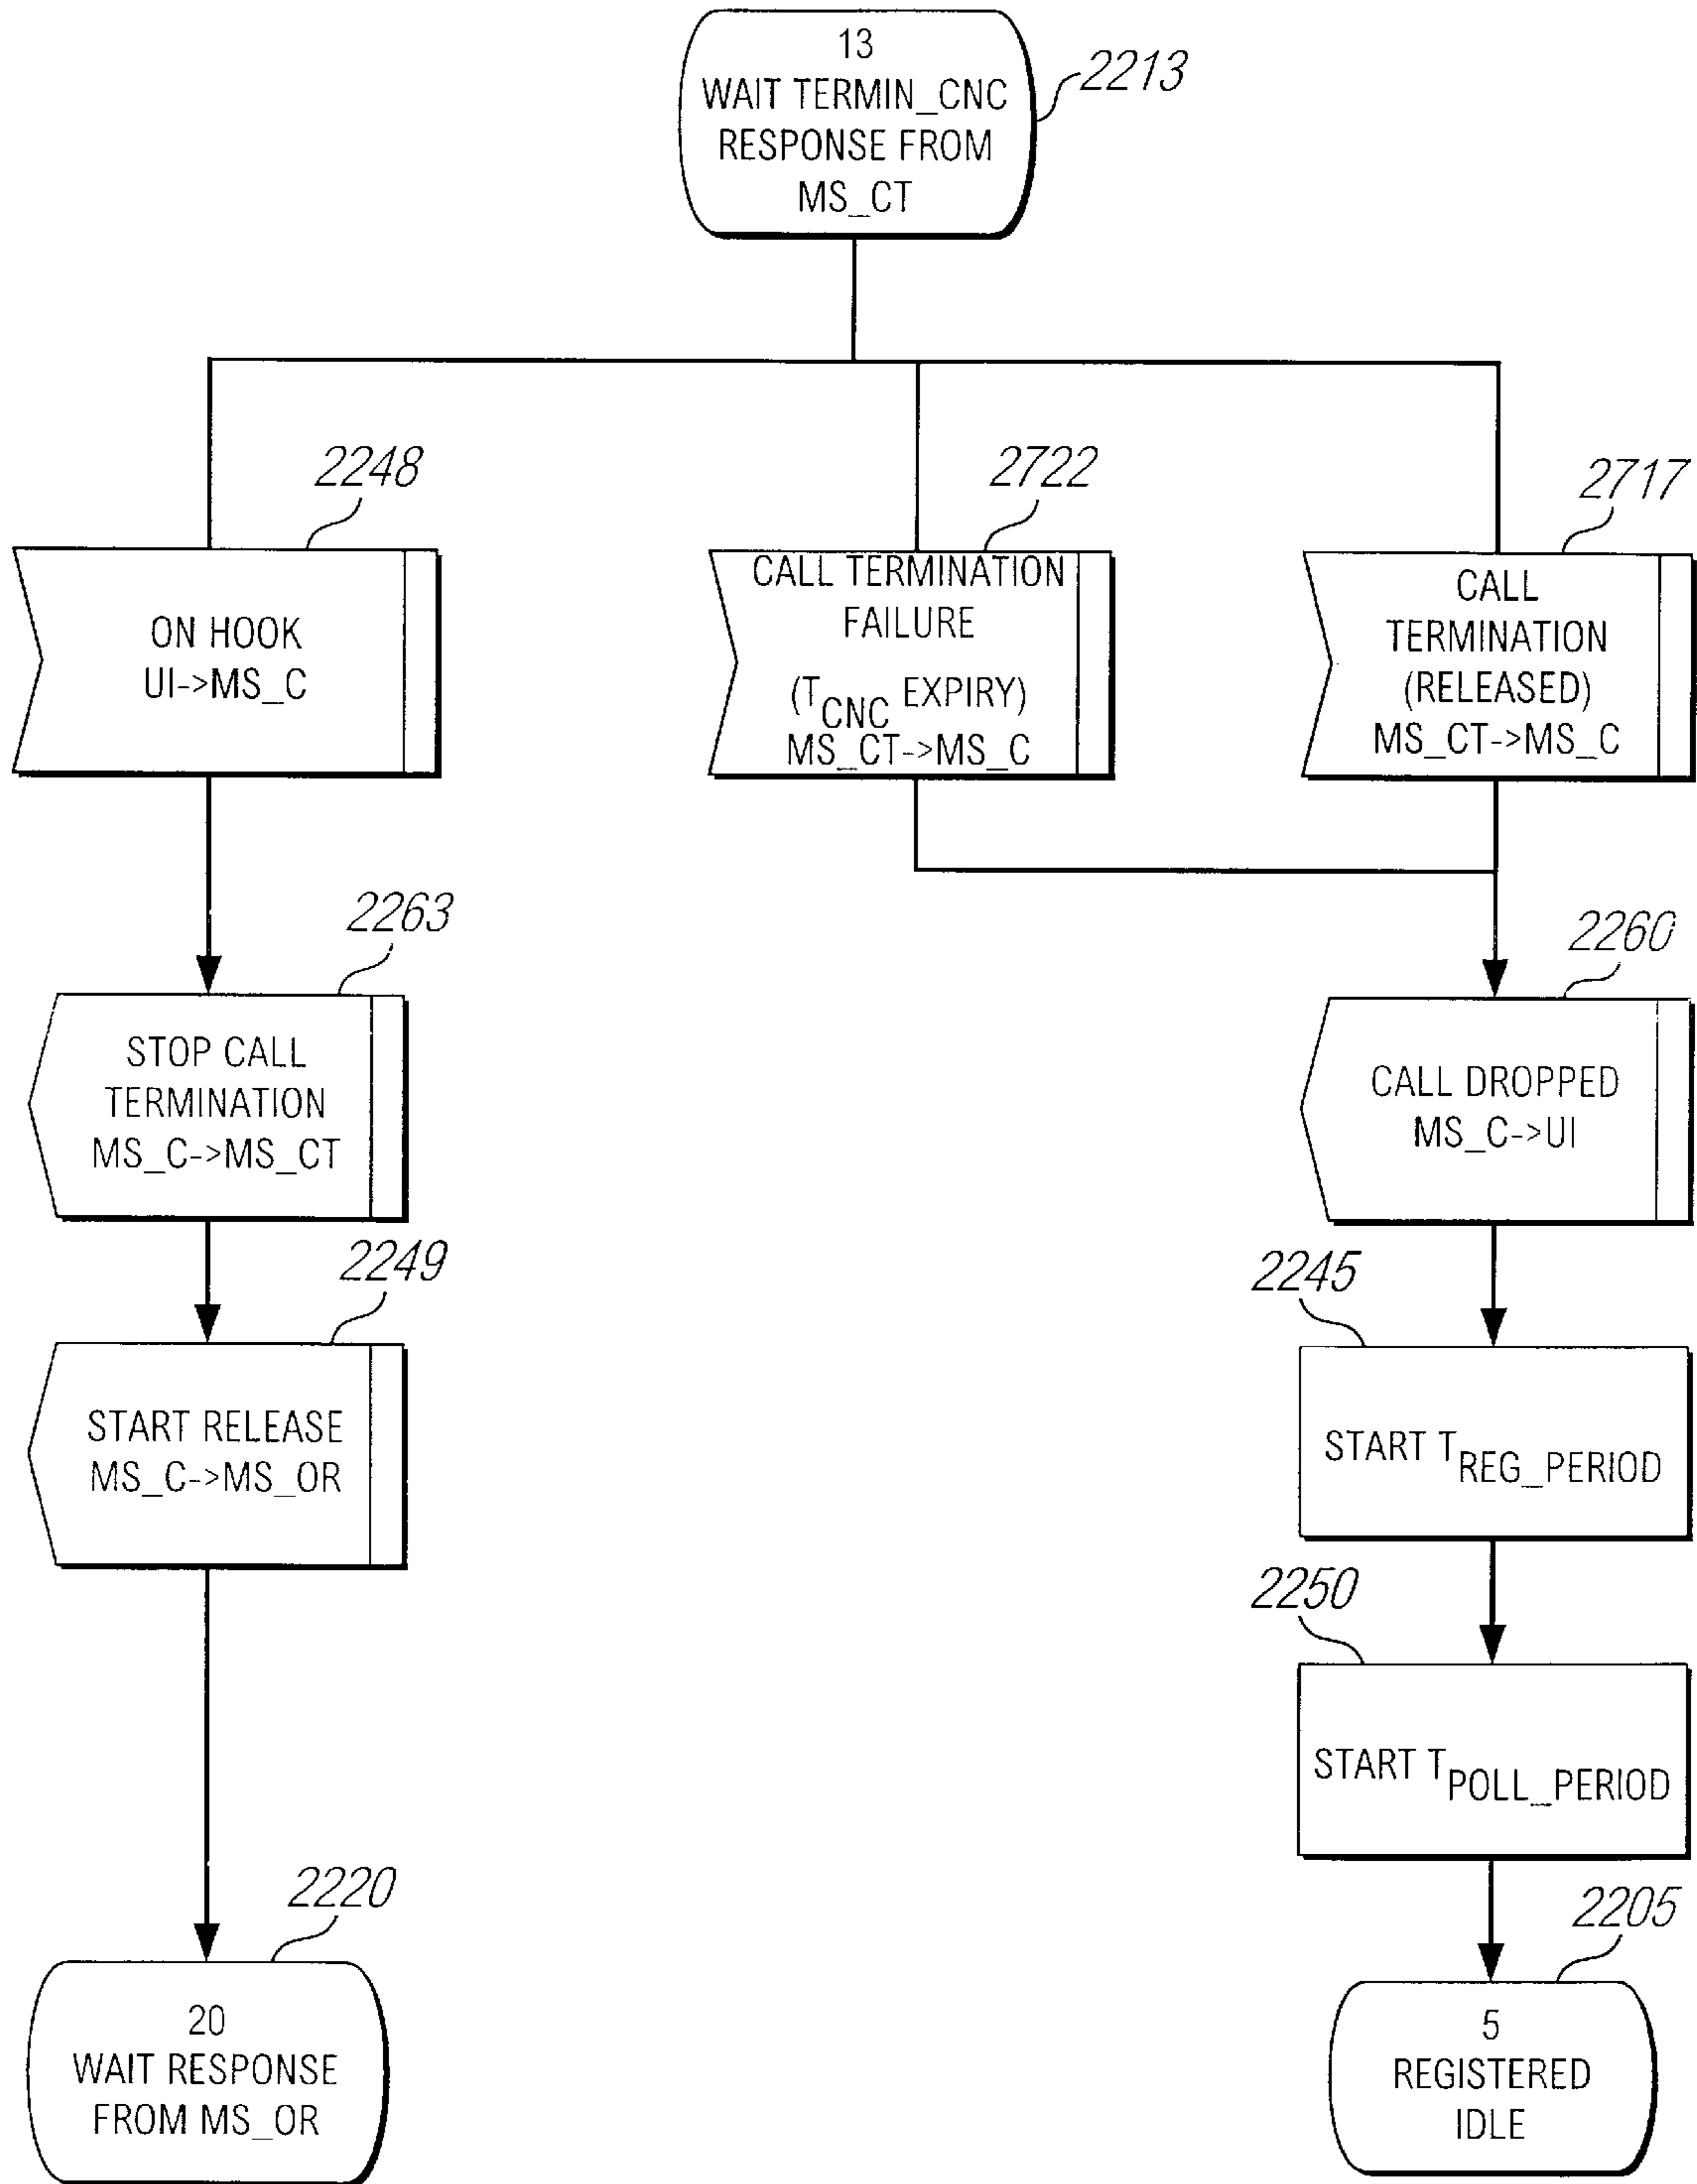 13
WAIT TERMIN_CNC
RESPONSE FROM
MS_CT
2213
2248
ON HOOK
UI->MS_C
2722
CALL TERMINATION
FAILURE
(TCNC EXPIRY)
MS_CT->MS_C
2717
CALL
TERMINATION
(RELEASED)
MS_CT->MS_C
2263
STOP CALL
TERMINATION
MS_C->MS_CT
2260
CALL DROPPED
MS_C->UI
2249
START RELEASE
MS_C->MS_OR
2245
START TREG_PERIOD
2250
START TPOLL_PERIOD
2220
20
WAIT RESPONSE
FROM MS_OR
2205
5
REGISTERED
IDLE